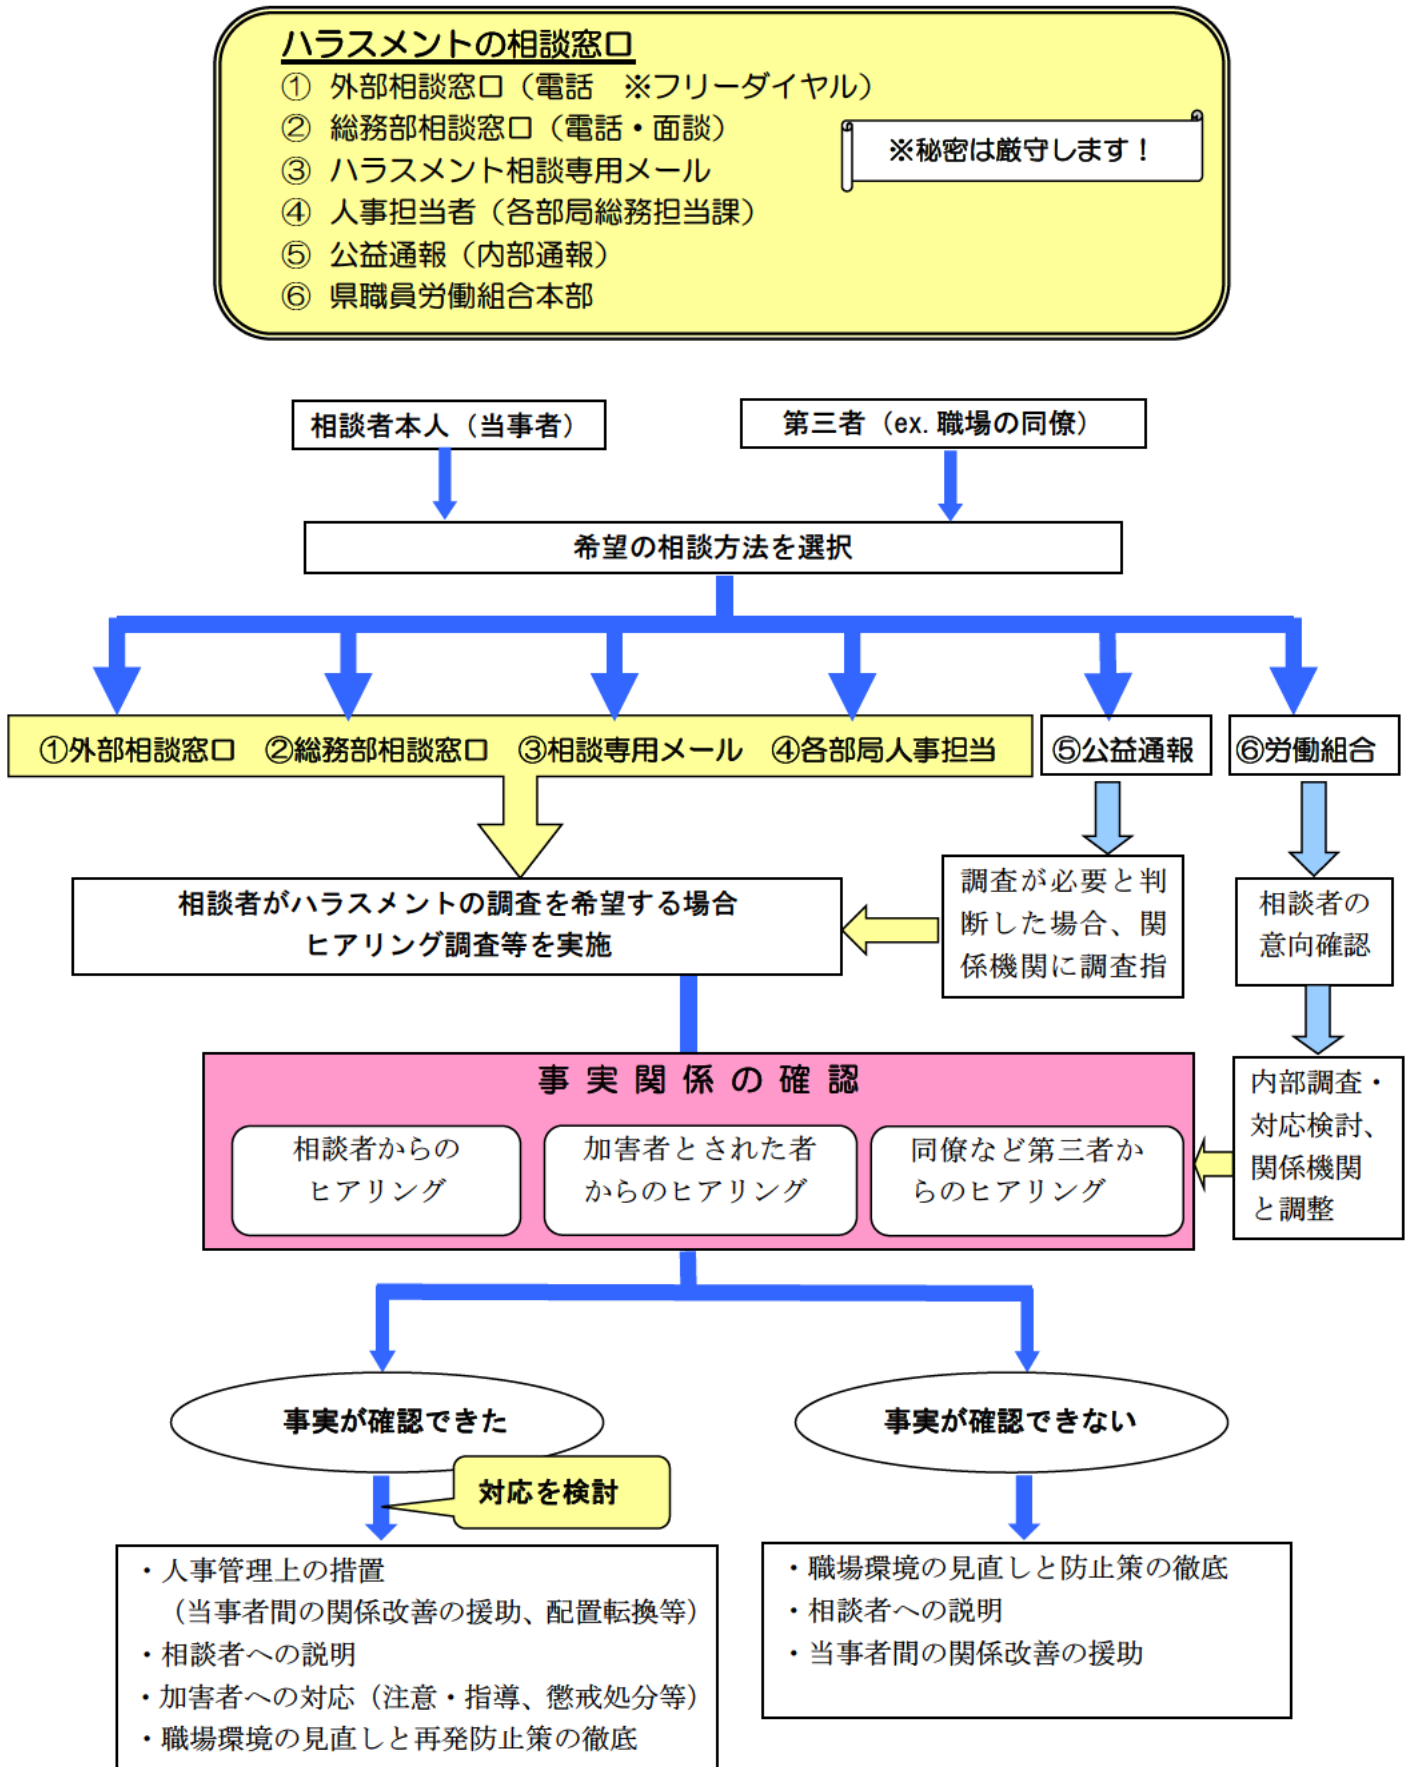 ハラスメントの相談窓口
① 外部相談窓口（電話　※フリーダイヤル）
② 総務部相談窓口（電話・面談）
③ ハラスメント相談専用メール
④ 人事担当者（各部局総務担当課）
⑤ 公益通報（内部通報）
⑥ 県職員労働組合本部
※秘密は厳守します！
相談者本人（当事者）
第三者（ex.職場の同僚）
希望の相談方法を選択
①外部相談窓口　②総務部相談窓口　③相談専用メール　④各部局人事担当
⑤公益通報
⑥労働組合
相談者がハラスメントの調査を希望する場合
ヒアリング調査等を実施
調査が必要と判
断した場合、関
係機関に調査指
相談者の
意向確認
内部調査・
対応検討、
関係機関
と調整
事実関係の確認
相談者からの
ヒアリング
加害者とされた者
からのヒアリング
同僚など第三者か
らのヒアリング
事実が確認できた
事実が確認できない
対応を検討
・人事管理上の措置
（当事者間の関係改善の援助、配置転換等）
・相談者への説明
・加害者への対応（注意・指導、懲戒処分等）
・職場環境の見直しと再発防止策の徹底
・職場環境の見直しと防止策の徹底
・相談者への説明
・当事者間の関係改善の援助